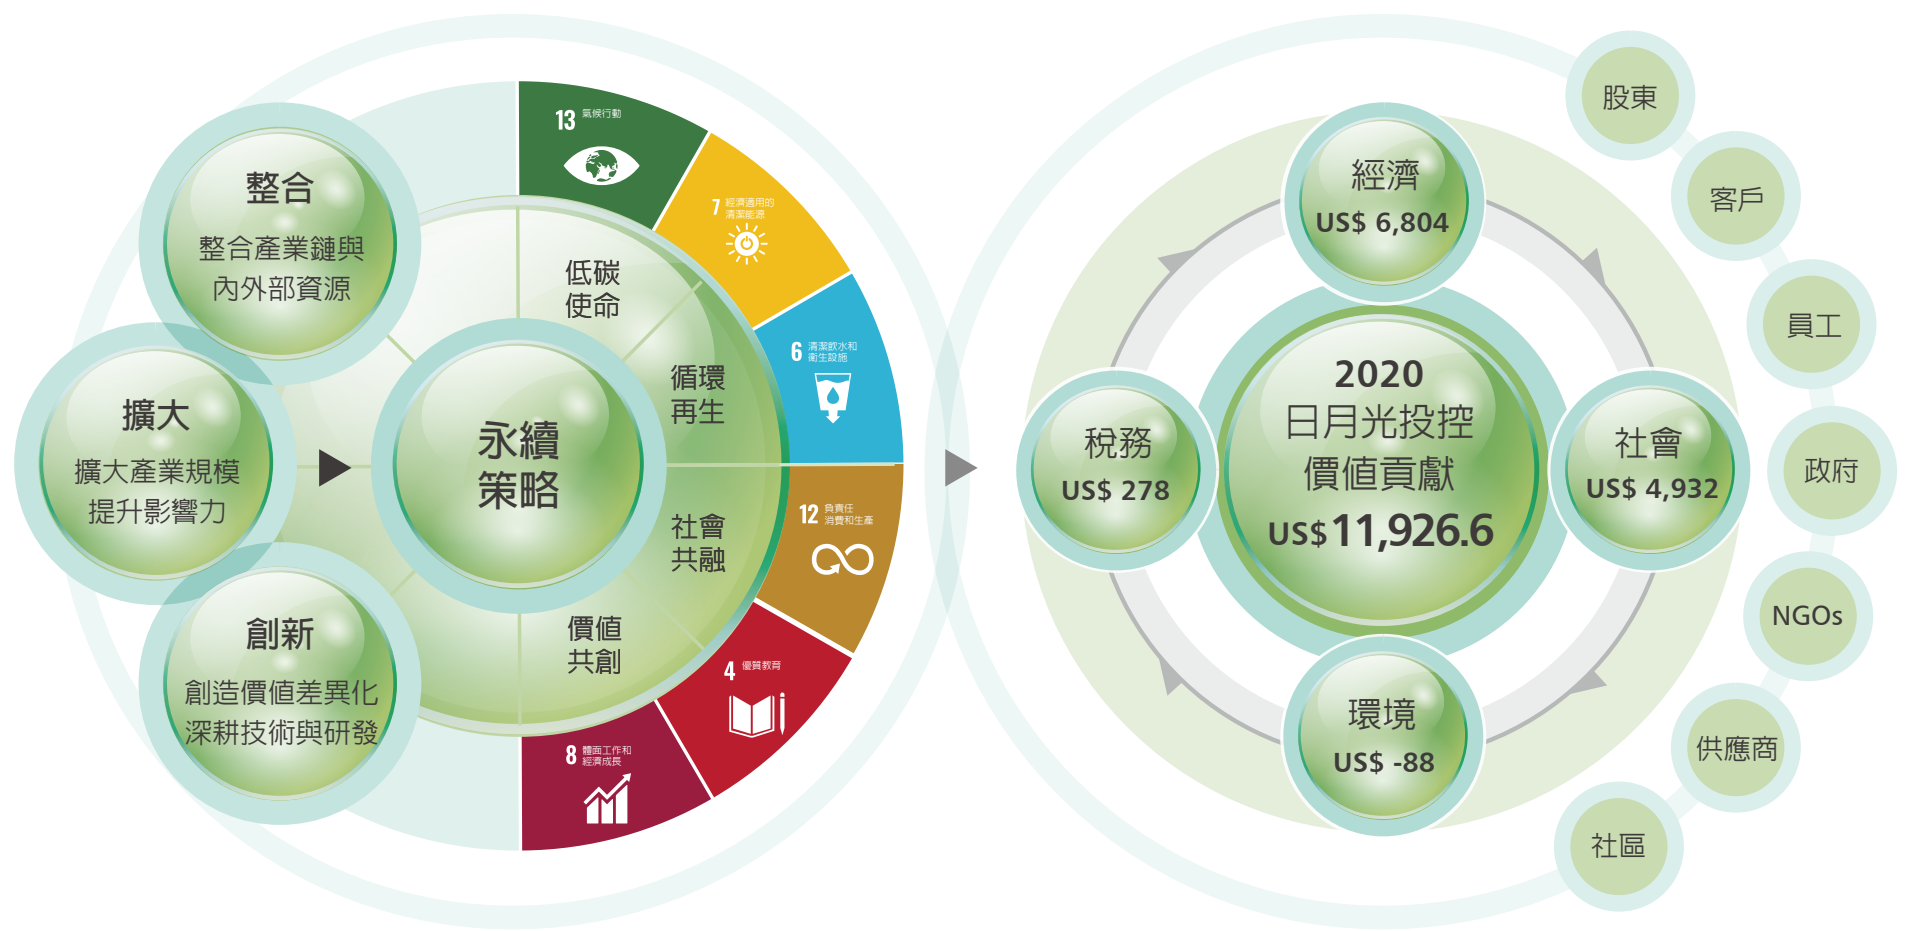 整合
整合產業鏈與
內外部資源
擴大
擴大產業規模
提升影響力
創新
創造價值差異化
深耕技術與研發
永續
策略
低碳
使命
循環
再生
社會
共融
價值
共創
13 氣候行動
7 經濟適用的
清潔能源
6 清潔飲水和
衛生設施
12 負責任
消費和生產
4 優質教育
8 體面工作和
經濟成長
經濟
US$ 6,804
稅務
US$ 278
2020
日月光投控
價值貢獻
US$11,926.6
社會
US$ 4,932
環境
US$ -88
股東
客戶
員工
政府
NGOs
供應商
社區